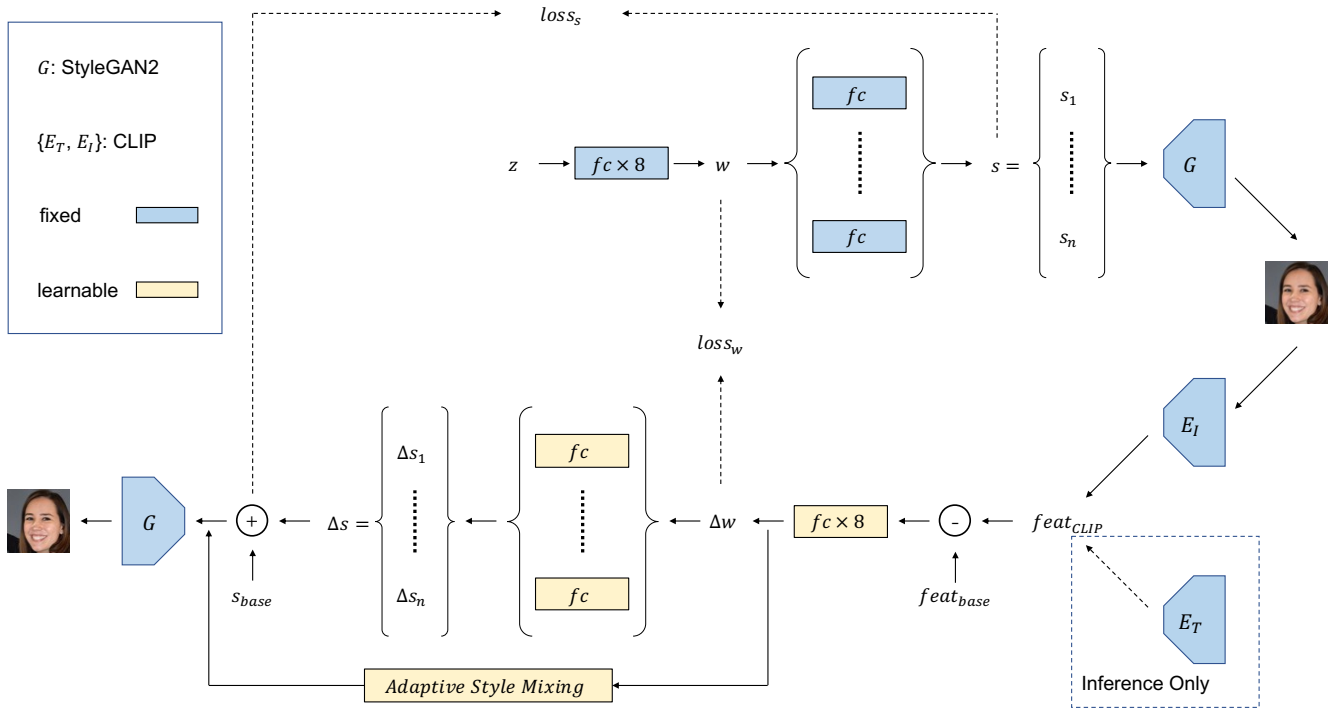 loss_s
G: StyleGAN2
{E_T, E_I}: CLIP
fixed
learnable
z
fc × 8
w
fc
fc
s =
s_1
s_n
G
loss_w
E_I
G
+
s_base
Δs =
Δs_1
Δs_n
fc
fc
Δw
fc × 8
-
feat_base
feat_CLIP
E_T
Inference Only
Adaptive Style Mixing